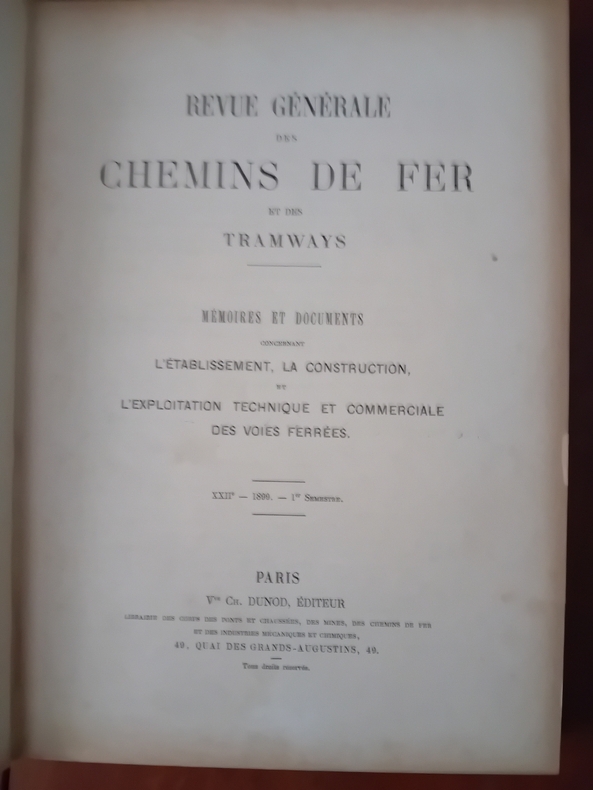 REVUE GÉNÉRALE
DES
CHEMINS DE FER
ET DES
TRAMWAYS
MÉMOIRES ET DOCUMENTS
CONCERNANT
L'ÉTABLISSEMENT, LA CONSTRUCTION,
ET
L'EXPLOITATION TECHNIQUE ET COMMERCIALE
DES VOIES FERRÉES.
XXIIe — 1899. — 1er SEMESTRE.
PARIS
Vve CH. DUNOD, ÉDITEUR
LIBRAIRE DES CORPS DES PONTS ET CHAUSSÉES, DES MINES, DES CHEMINS DE FER
ET DES INDUSTRIES MÉCANIQUES ET CHIMIQUES,
49, QUAI DES GRANDS-AUGUSTINS, 49.
Tous droits réservés.